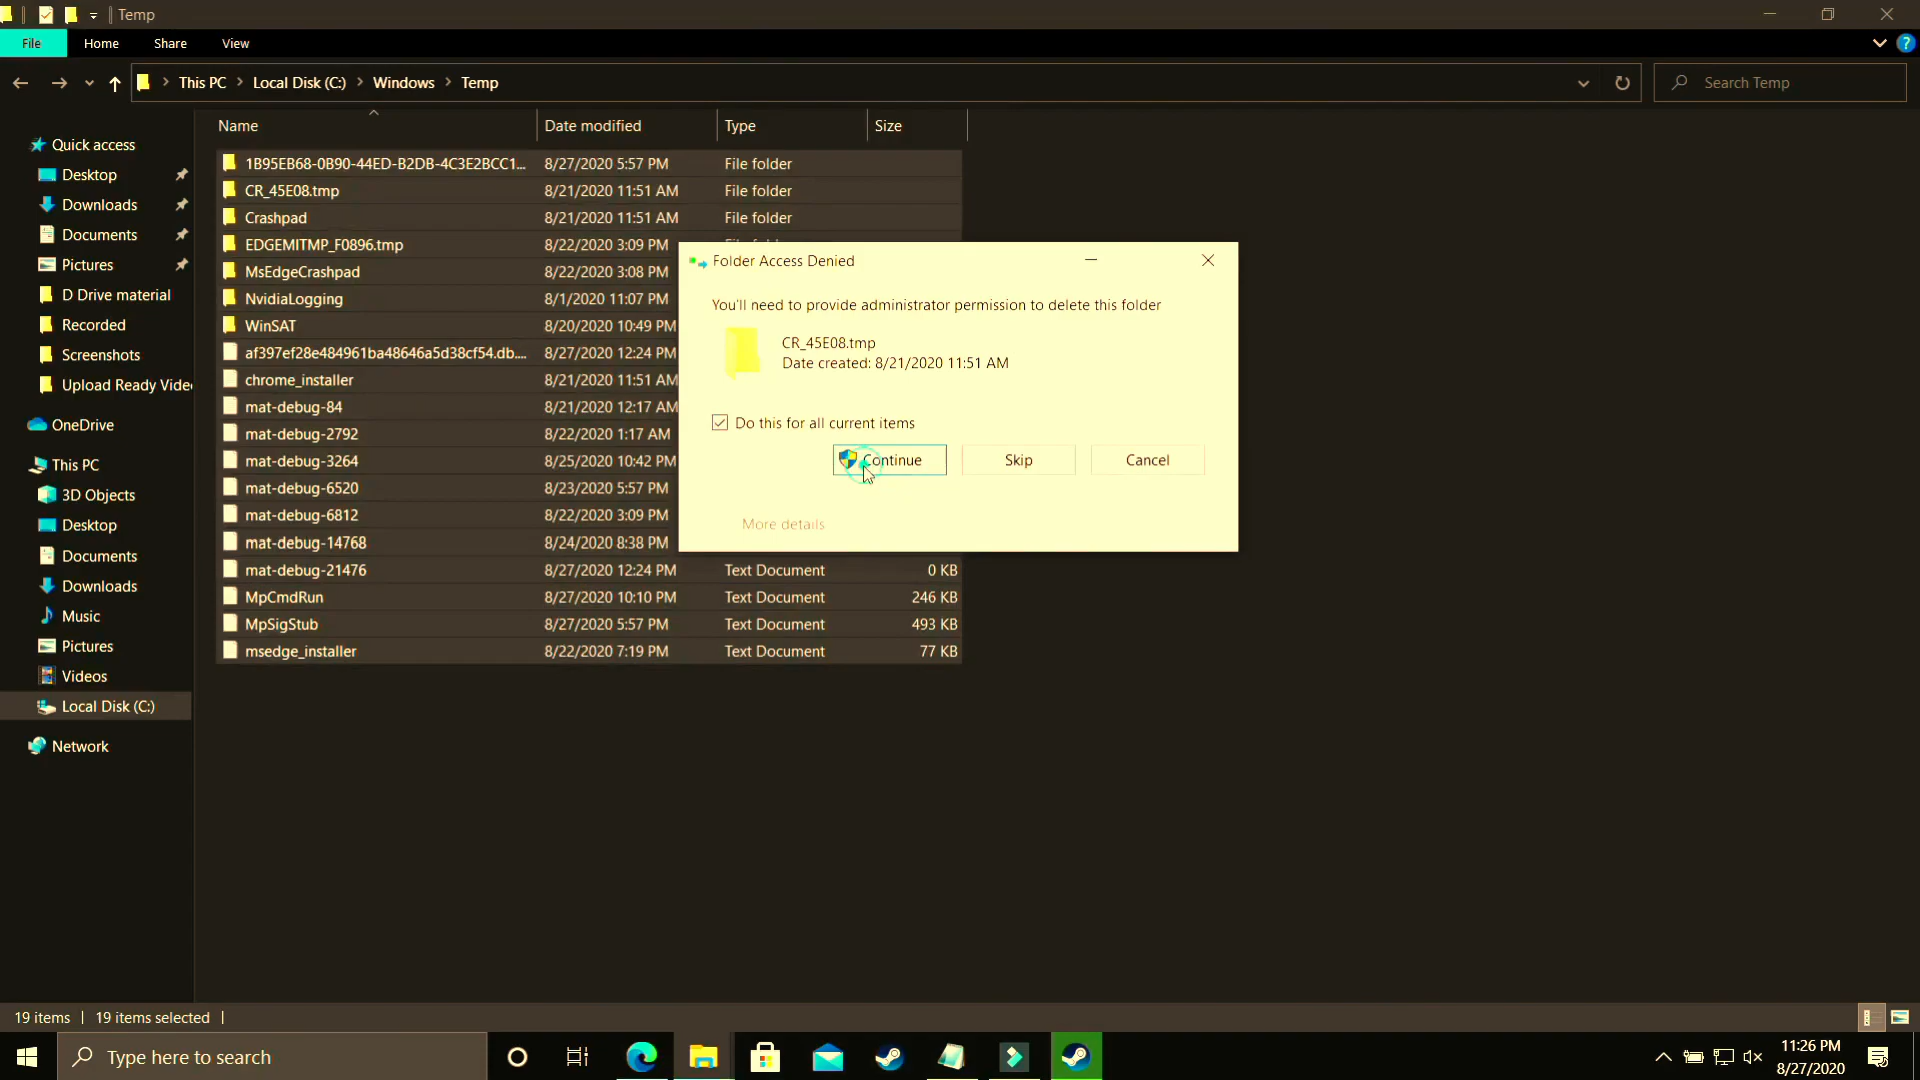 Temp
File Home Share View
This PC Local Disk (C:) Windows Temp
Search Temp
Name Date modified Type Size
Quick access
Desktop
Downloads
Documents
Pictures
D Drive material
Recorded
Screenshots
Upload Ready Vide
OneDrive
This PC
3D Objects
Desktop
Documents
Downloads
Music
Pictures
Videos
Local Disk (C:)
Network
1B95EB68-0B90-44ED-B2DB-4C3E2BCC1... 8/27/2020 5:57 PM File folder
CR_45E08.tmp 8/21/2020 11:51 AM File folder
Crashpad 8/21/2020 11:51 AM File folder
EDGEMITMP_F0896.tmp 8/22/2020 3:09 PM
MsEdgeCrashpad 8/22/2020 3:08 PM
NvidiaLogging 8/1/2020 11:07 PM
WinSAT 8/20/2020 10:49 PM
af397ef28e484961ba48646a5d38cf54.db.... 8/27/2020 12:24 PM
chrome_installer 8/21/2020 11:51 AM
mat-debug-84 8/21/2020 12:17 AM
mat-debug-2792 8/22/2020 1:17 AM
mat-debug-3264 8/25/2020 10:42 PM
mat-debug-6520 8/23/2020 5:57 PM
mat-debug-6812 8/22/2020 3:09 PM
mat-debug-14768 8/24/2020 8:38 PM
mat-debug-21476 8/27/2020 12:24 PM Text Document 0 KB
MpCmdRun 8/27/2020 10:10 PM Text Document 246 KB
MpSigStub 8/27/2020 5:57 PM Text Document 493 KB
msedge_installer 8/22/2020 7:19 PM Text Document 77 KB
Folder Access Denied
You'll need to provide administrator permission to delete this folder
CR_45E08.tmp
Date created: 8/21/2020 11:51 AM
Do this for all current items
Continue Skip Cancel
More details
19 items 19 items selected
Type here to search
11:26 PM
8/27/2020